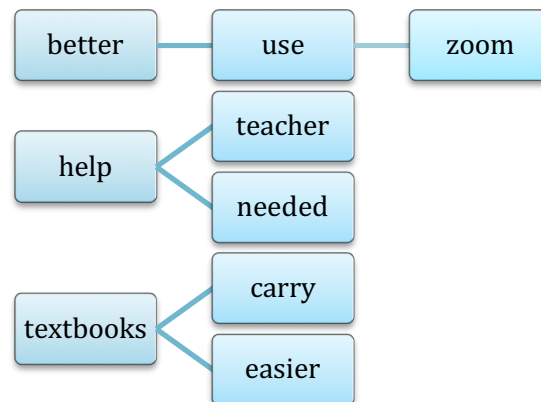 better use zoom
help
teacher
needed
textbooks
carry
easier